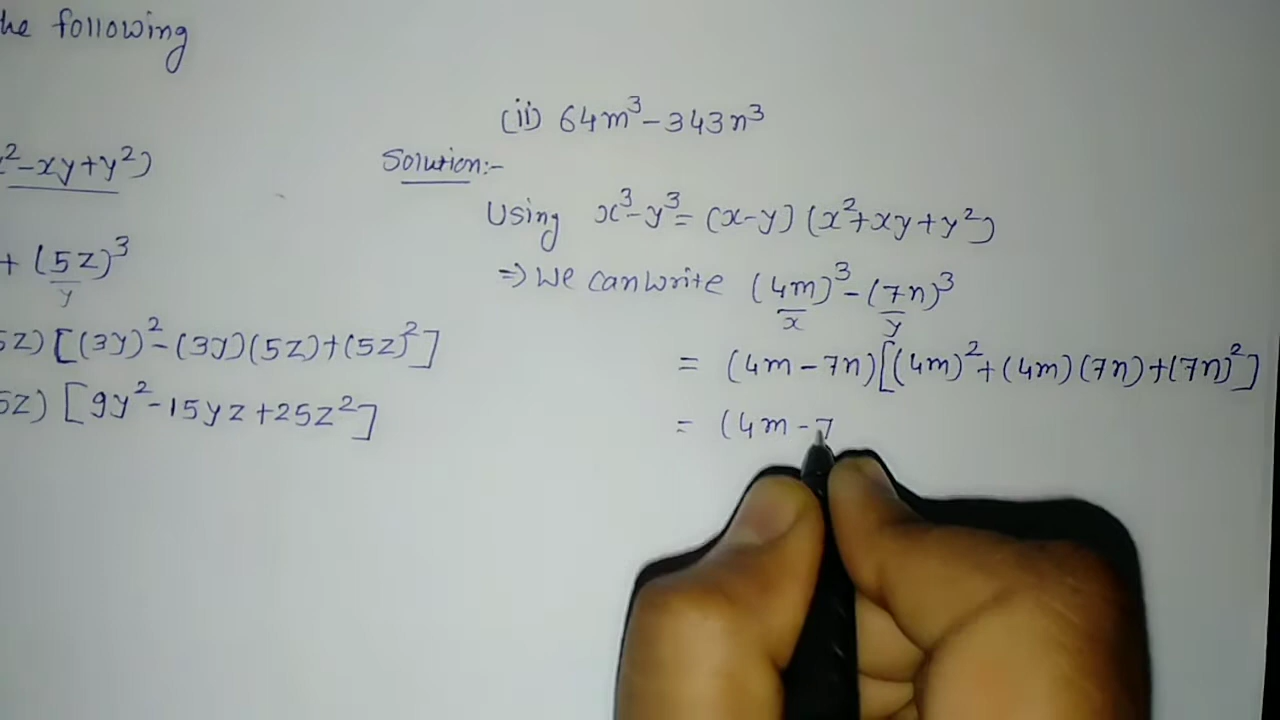 he following
²-xy+y²)
+ (5z)³
y
5z) [(3y)²-(3y)(5z)+(5z)²]
5z) [9y²-15yz+25z²]
(ii) 64m³-343n³
Solution:-
Using x³-y³= (x-y) (x²+xy+y²)
=> We can write (4m)³-(7n)³
x y
= (4m-7n)[(4m)²+(4m)(7n)+(7n)²]
= (4m-7